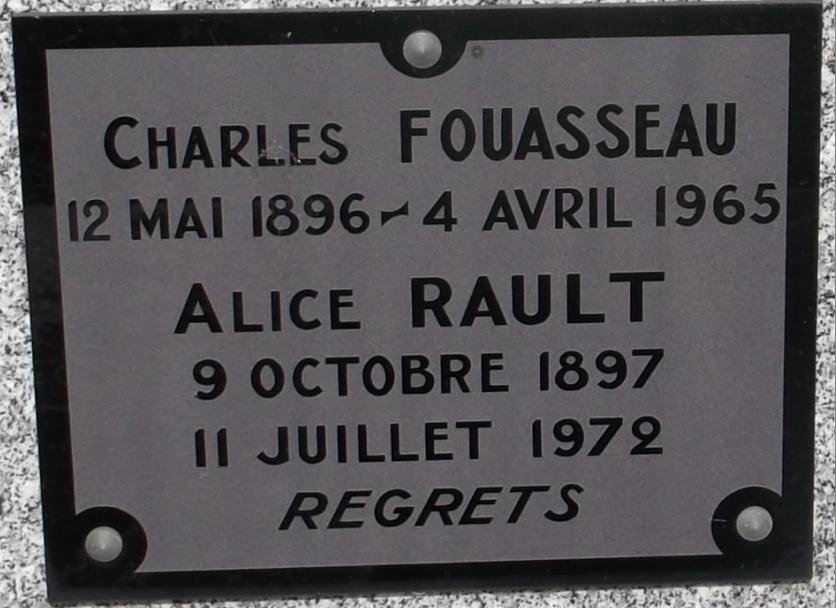 CHARLES FOUASSEAU
12 MAI 1896 - 4 AVRIL 1965
ALICE RAULT
9 OCTOBRE 1897
11 JUILLET 1972
REGRETS